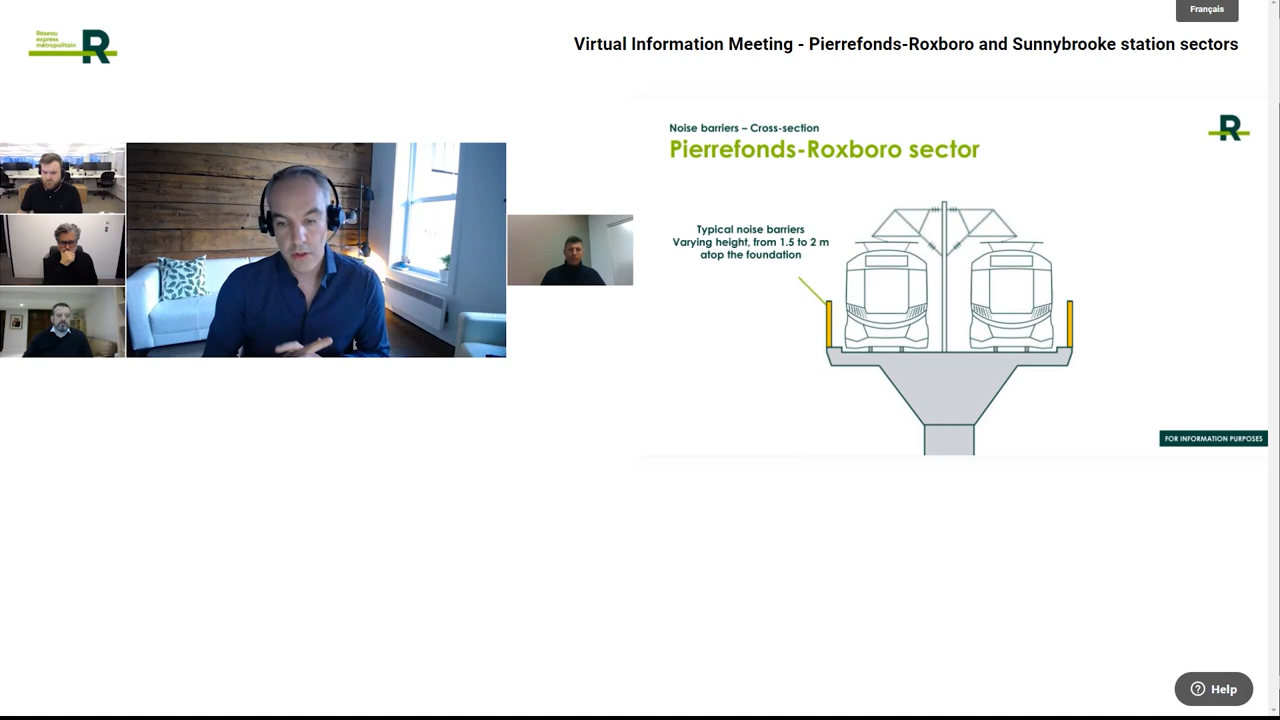 Français
Réseau
express
métropolitain
R
Virtual Information Meeting - Pierrefonds-Roxboro and Sunnybrooke station sectors
Noise barriers – Cross-section
Pierrefonds-Roxboro sector
R
Typical noise barriers
Varying height, from 1.5 to 2 m
atop the foundation
FOR INFORMATION PURPOSES
Help